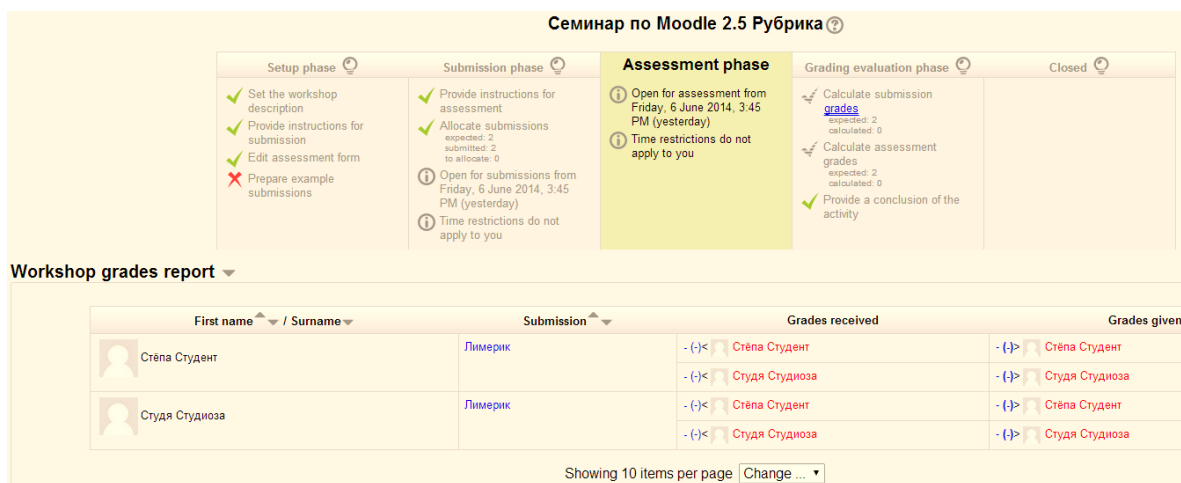 Семинар по Moodle 2.5 Рубрика
Setup phase
Set the workshop
description
Provide instructions for
submission
Edit assessment form
Prepare example
submissions
Submission phase
Provide instructions for
assessment
Allocate submissions
expected: 2
submitted: 2
to allocate: 0
Open for submissions from
Friday, 6 June 2014, 3:45
PM (yesterday)
Time restrictions do not
apply to you
Assessment phase
Open for assessment from
Friday, 6 June 2014, 3:45
PM (yesterday)
Time restrictions do not
apply to you
Grading evaluation phase
Calculate submission
grades
expected: 2
calculated: 0
Calculate assessment
grades
expected: 2
calculated: 0
Provide a conclusion of the
activity
Closed
Workshop grades report
First name / Surname Submission Grades received Grades given
Стёпа Студент Лимерик - (-)< Стёпа Студент - (-)> Стёпа Студент
- (-)< Студя Студиоза - (-)> Студя Студиоза
Студя Студиоза Лимерик - (-)< Стёпа Студент - (-)> Стёпа Студент
- (-)< Студя Студиоза - (-)> Студя Студиоза
Showing 10 items per page Change ...